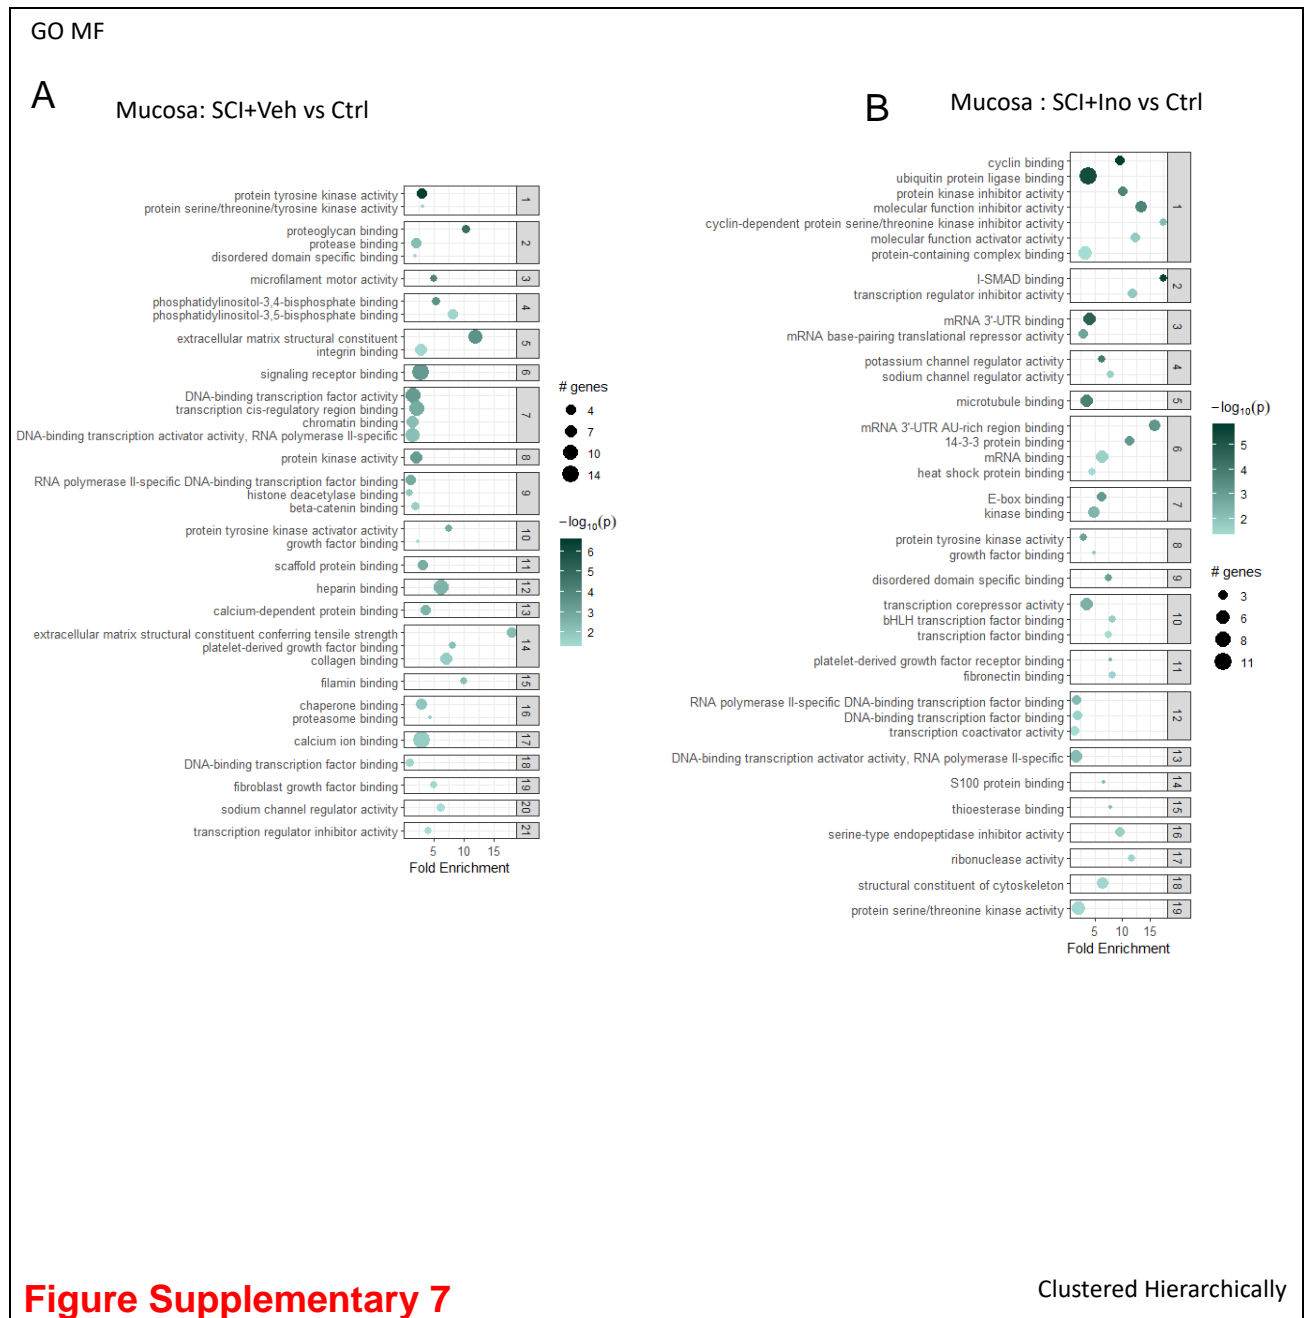 GO MF
A
Mucosa: SCI+Veh vs Ctrl
protein tyrosine kinase activity
protein serine/threonine/tyrosine kinase activity
1
proteoglycan binding
protease binding
disordered domain specific binding
2
microfilament motor activity
3
phosphatidylinositol-3,4-bisphosphate binding
phosphatidylinositol-3,5-bisphosphate binding
4
extracellular matrix structural constituent
integrin binding
5
signaling receptor binding
6
DNA-binding transcription factor activity
transcription cis-regulatory region binding
chromatin binding
DNA-binding transcription activator activity, RNA polymerase II-specific
7
protein kinase activity
8
RNA polymerase II-specific DNA-binding transcription factor binding
histone deacetylase binding
beta-catenin binding
9
protein tyrosine kinase activator activity
growth factor binding
10
scaffold protein binding
11
heparin binding
12
calcium-dependent protein binding
13
extracellular matrix structural constituent conferring tensile strength
platelet-derived growth factor binding
collagen binding
14
filamin binding
15
chaperone binding
proteasome binding
16
calcium ion binding
17
DNA-binding transcription factor binding
18
fibroblast growth factor binding
19
sodium channel regulator activity
20
transcription regulator inhibitor activity
21
5 10 15
Fold Enrichment
# genes
4
7
10
14
−log10(p)
6
5
4
3
2
B
Mucosa : SCI+Ino vs Ctrl
cyclin binding
ubiquitin protein ligase binding
protein kinase inhibitor activity
molecular function inhibitor activity
cyclin-dependent protein serine/threonine kinase inhibitor activity
molecular function activator activity
protein-containing complex binding
1
I-SMAD binding
transcription regulator inhibitor activity
2
mRNA 3'-UTR binding
mRNA base-pairing translational repressor activity
3
potassium channel regulator activity
sodium channel regulator activity
4
microtubule binding
5
mRNA 3'-UTR AU-rich region binding
14-3-3 protein binding
mRNA binding
heat shock protein binding
6
E-box binding
kinase binding
7
protein tyrosine kinase activity
growth factor binding
8
disordered domain specific binding
9
transcription corepressor activity
bHLH transcription factor binding
transcription factor binding
10
platelet-derived growth factor receptor binding
fibronectin binding
11
RNA polymerase II-specific DNA-binding transcription factor binding
DNA-binding transcription factor binding
transcription coactivator activity
12
DNA-binding transcription activator activity, RNA polymerase II-specific
13
S100 protein binding
14
thioesterase binding
15
serine-type endopeptidase inhibitor activity
16
ribonuclease activity
17
structural constituent of cytoskeleton
18
protein serine/threonine kinase activity
19
5 10 15
Fold Enrichment
−log10(p)
5
4
3
2
# genes
3
6
8
11
Figure Supplementary 7
Clustered Hierarchically